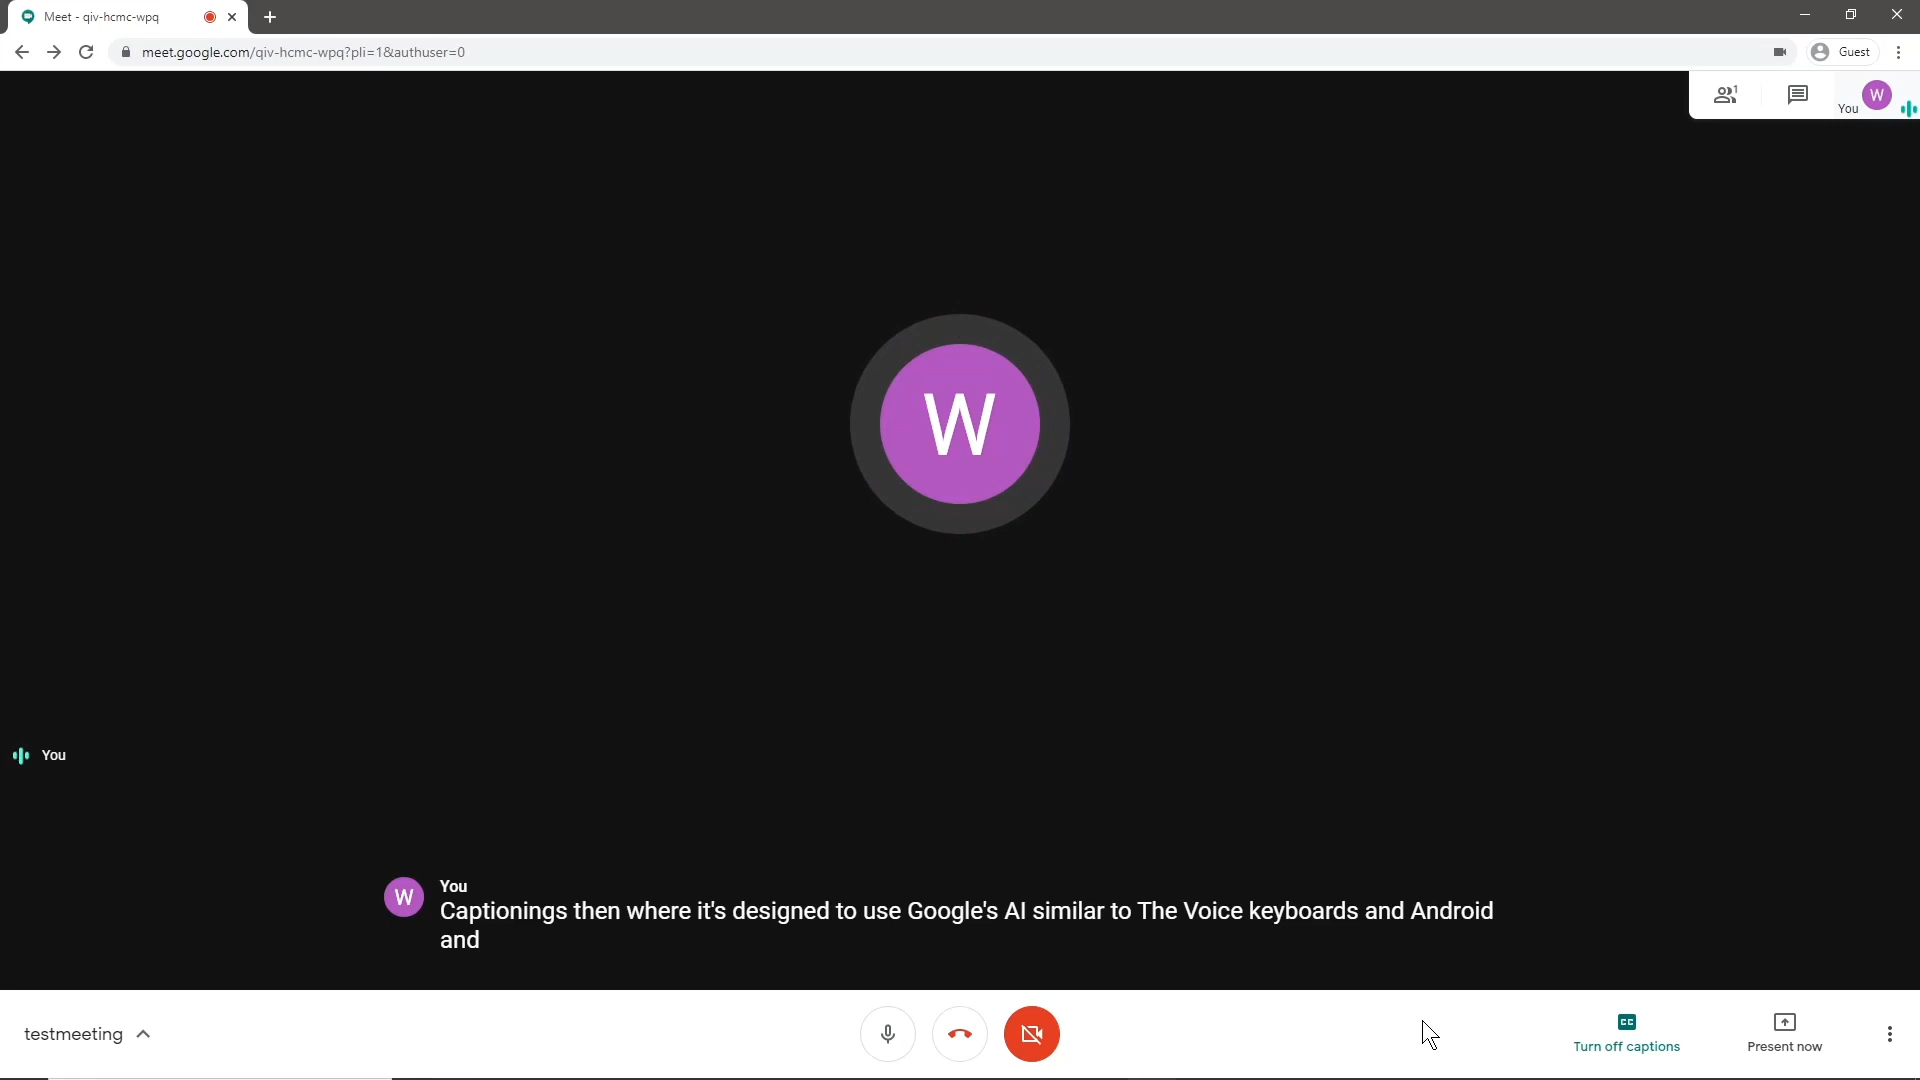 Meet - qiv-hcmc-wpq
meet.google.com/qiv-hcmc-wpq?pli=1&authuser=0
Guest
1
You
W
W
You
W
You
Captionings then where it's designed to use Google's AI similar to The Voice keyboards and Android
and
testmeeting
CC
Turn off captions
Present now